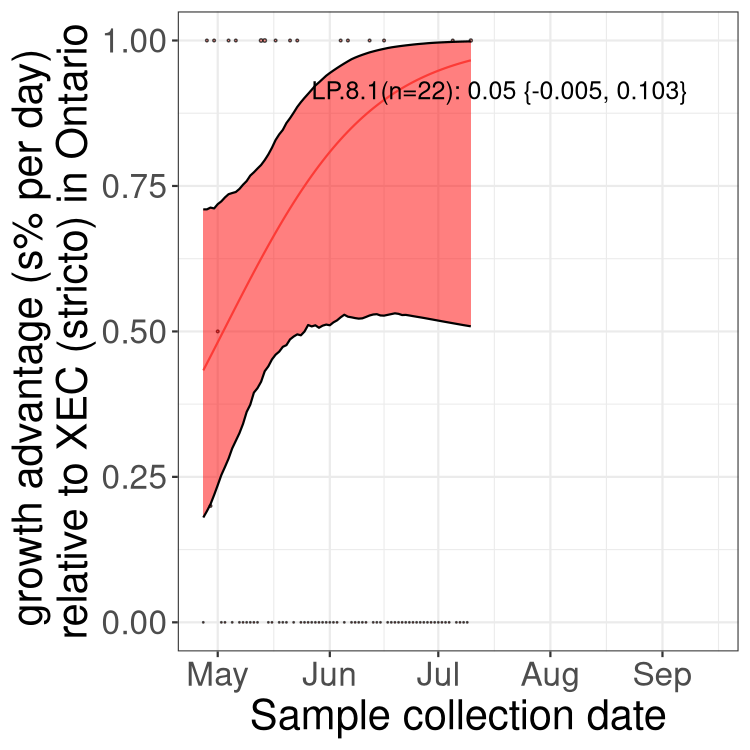 growth advantage (s% per day)
relative to XEC (stricto) in Ontario
1.00
0.75
0.50
0.25
0.00
LP.8.1(n=22): 0.05 {-0.005, 0.103}
May Jun Jul Aug Sep
Sample collection date